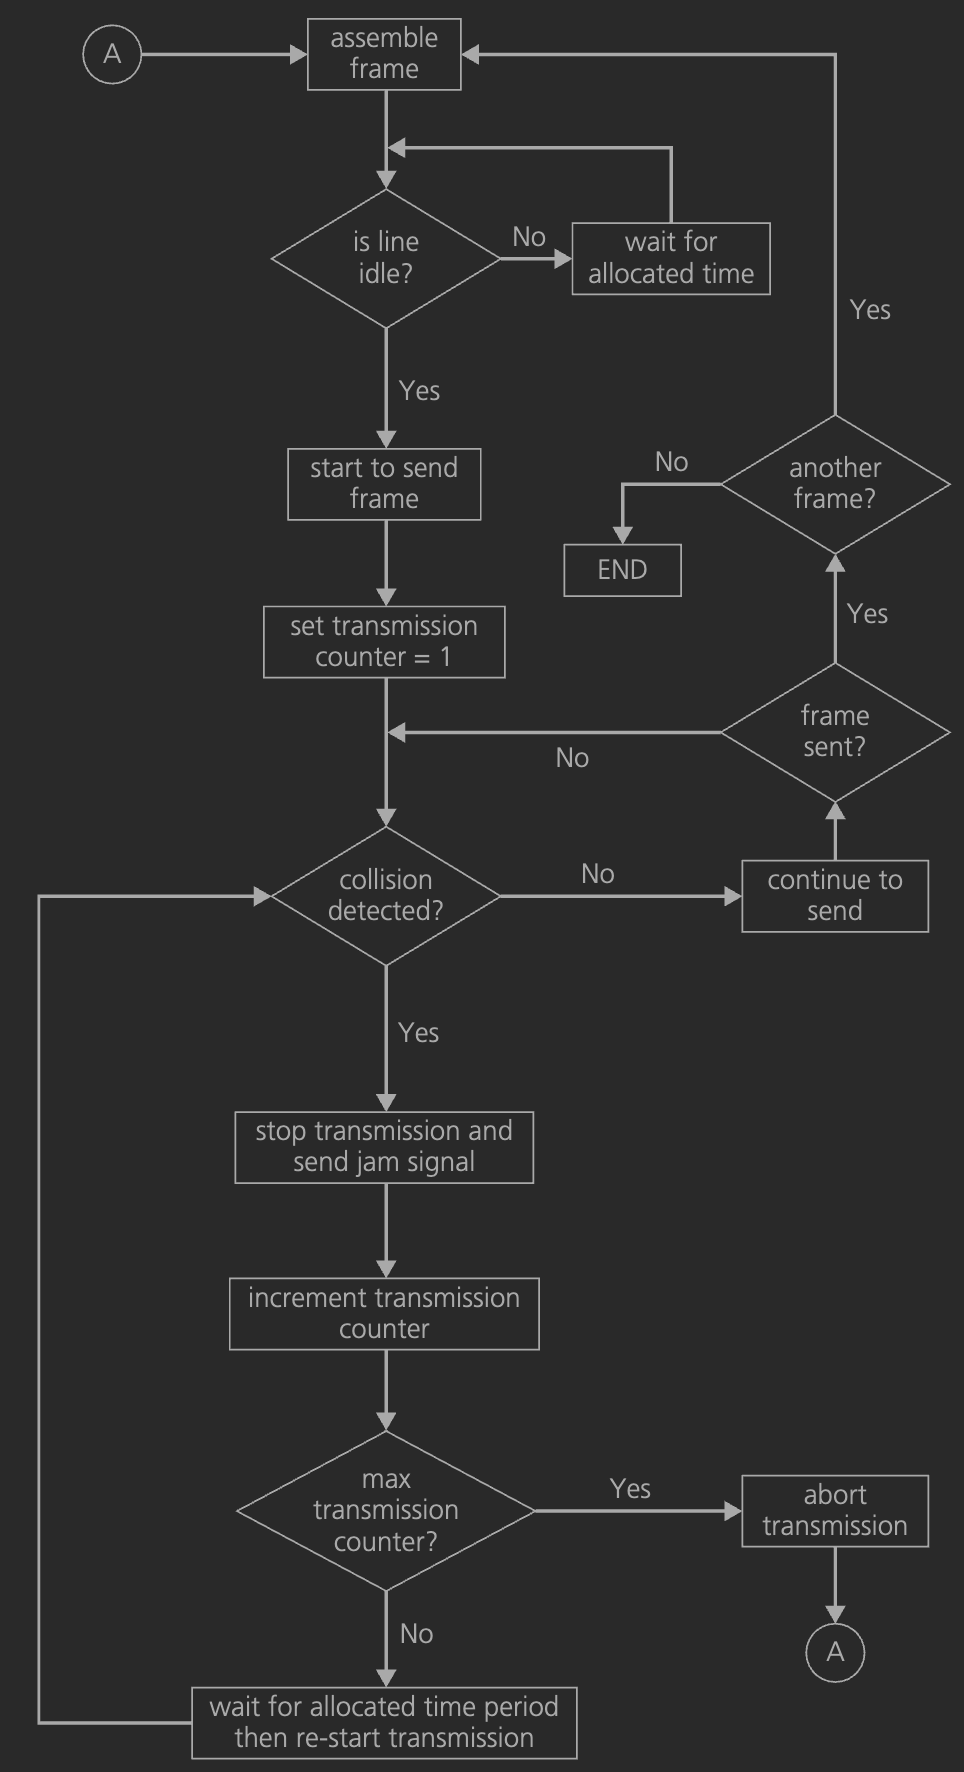 A
assemble
frame
is line
idle?
No
wait for
allocated time
Yes
Yes
start to send
frame
No
another
frame?
END
Yes
set transmission
counter = 1
frame
sent?
No
collision
detected?
No
continue to
send
Yes
stop transmission and
send jam signal
increment transmission
counter
max
transmission
counter?
Yes
abort
transmission
No
A
wait for allocated time period
then re-start transmission